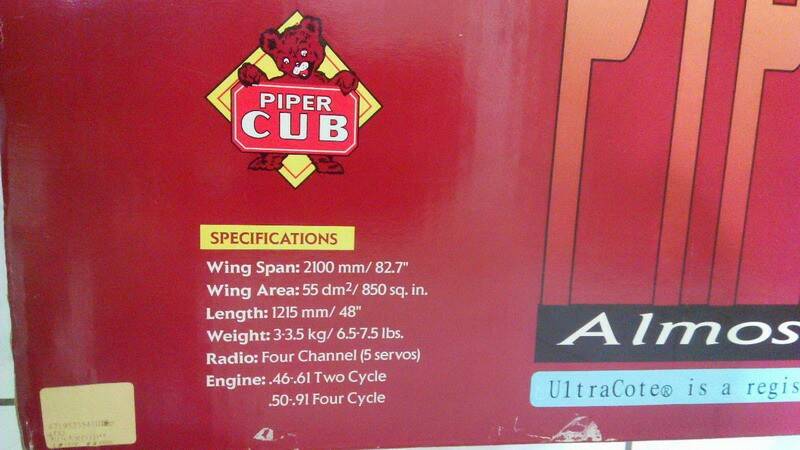 PIPER
CUB
SPECIFICATIONS
Wing Span: 2100 mm/ 82.7"
Wing Area: 55 dm²/ 850 sq. in.
Length: 1215 mm/ 48"
Weight: 3-3.5 kg/ 6.5-7.5 lbs.
Radio: Four Channel (5 servos)
Engine: .46-.61 Two Cycle
.50-.91 Four Cycle
Almos
UltraCote® is a regis